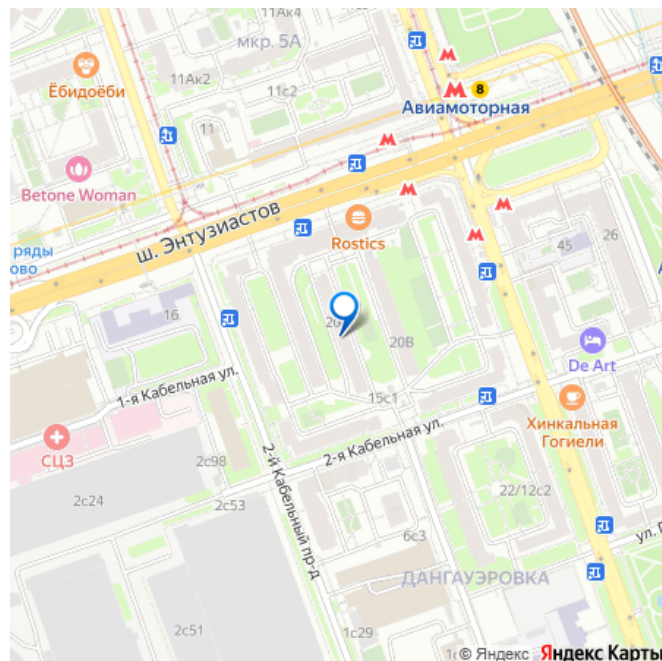 11Ак4
мкр. 5А
Ёбидоёби
11Ак2
11с2
8
Авиамоторная
11
Betone Woman
ш. Энтузиастов
Rostics
ряды
ово
45
26
16
20В
De Art
1-я Кабельная ул.
15с1
Хинкальная
Гогиели
СЦЗ
2-я Кабельная ул.
2с98
2с24
2с53
2-й Кабельный пр-д
22/12с2
6с3
ДАНГАУЭРОВКА
2с51
1с29
© Яндекс Яндекс Карты